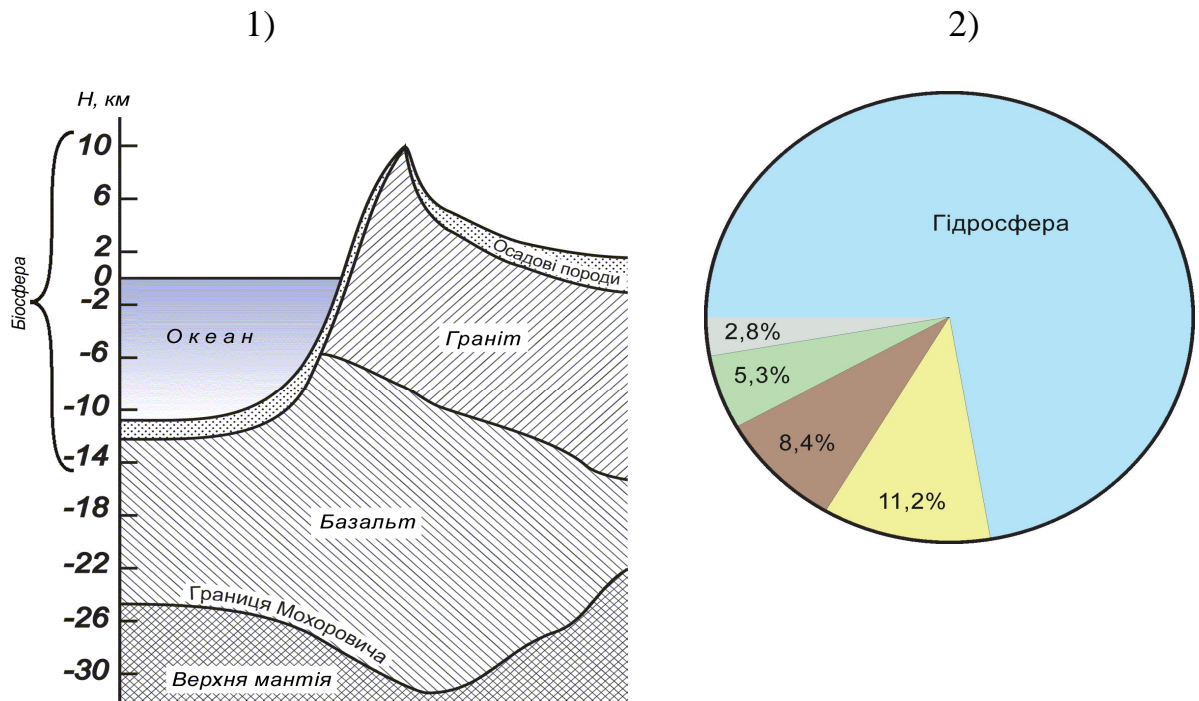 1)
2)
Н, км
10
6
2
0
-2
-6
-10
-14
-18
-22
-26
-30
Біосфера
Океан
Осадові породи
Граніт
Базальт
Границя Мохоровича
Верхня мантія
Гідросфера
2,8%
5,3%
8,4%
11,2%